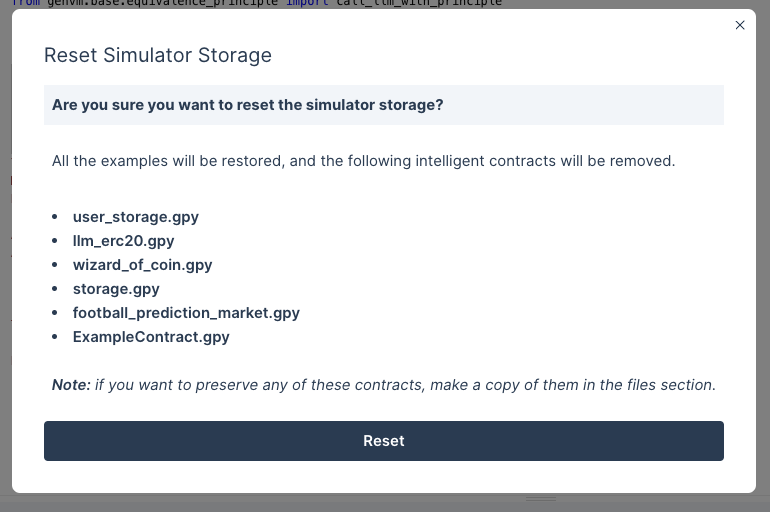 from genvm.base.equivalence_principle import call_llm_with_principle
Reset Simulator Storage
Are you sure you want to reset the simulator storage?
All the examples will be restored, and the following intelligent contracts will be removed.
• user_storage.gpy
• llm_erc20.gpy
• wizard_of_coin.gpy
• storage.gpy
• football_prediction_market.gpy
• ExampleContract.gpy
Note: if you want to preserve any of these contracts, make a copy of them in the files section.
Reset